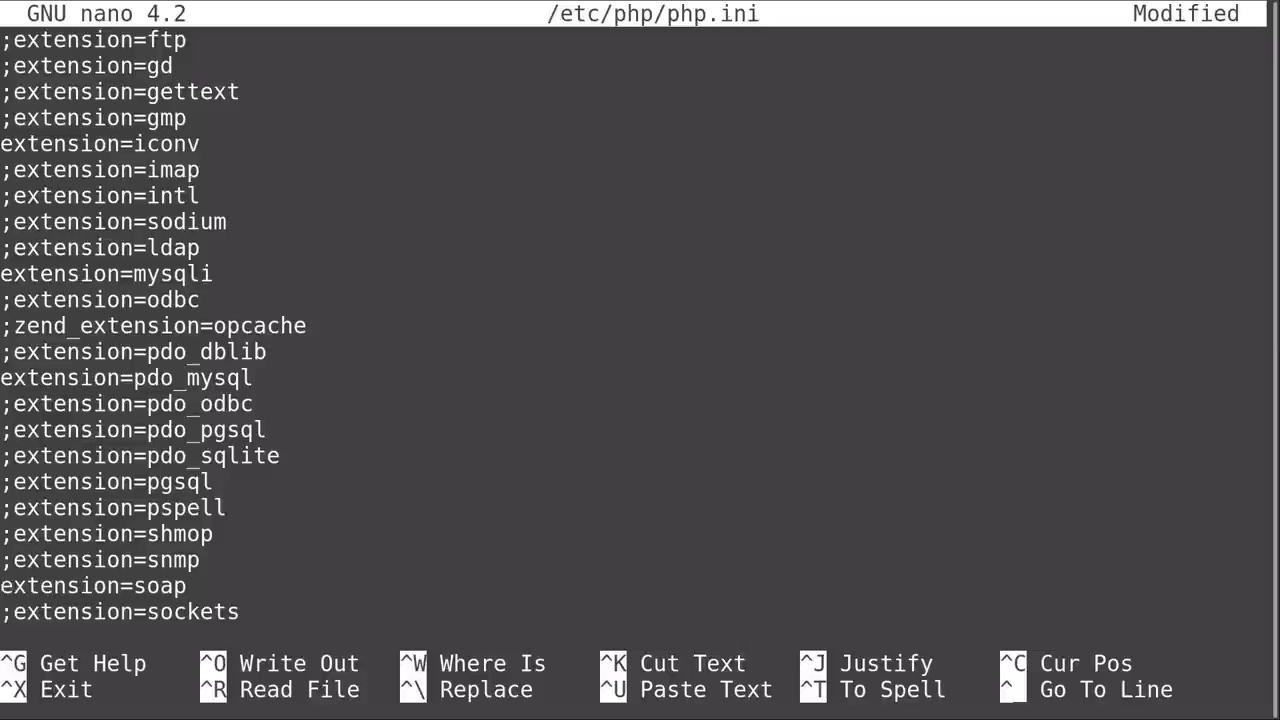 GNU nano 4.2 /etc/php/php.ini Modified
;extension=ftp
;extension=gd
;extension=gettext
;extension=gmp
extension=iconv
;extension=imap
;extension=intl
;extension=sodium
;extension=ldap
extension=mysqli
;extension=odbc
;zend_extension=opcache
;extension=pdo_dblib
extension=pdo_mysql
;extension=pdo_odbc
;extension=pdo_pgsql
;extension=pdo_sqlite
;extension=pgsql
;extension=pspell
;extension=shmop
;extension=snmp
extension=soap
;extension=sockets
^G Get Help ^O Write Out ^W Where Is ^K Cut Text ^J Justify ^C Cur Pos
^X Exit ^R Read File ^\ Replace ^U Paste Text ^T To Spell ^_ Go To Line